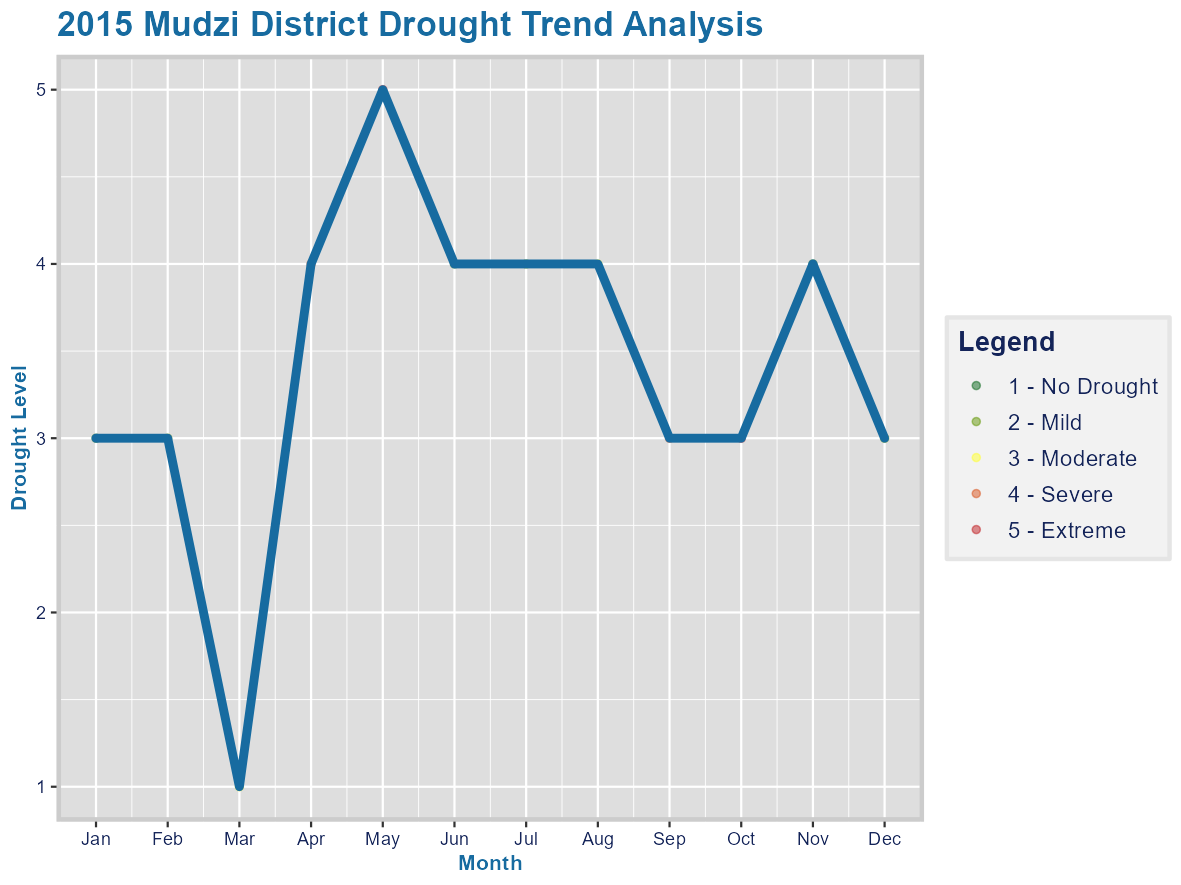 2015 Mudzi District Drought Trend Analysis
5
4
3
2
1
Drought Level
Jan Feb Mar Apr May Jun Jul Aug Sep Oct Nov Dec
Month
Legend
1 - No Drought
2 - Mild
3 - Moderate
4 - Severe
5 - Extreme